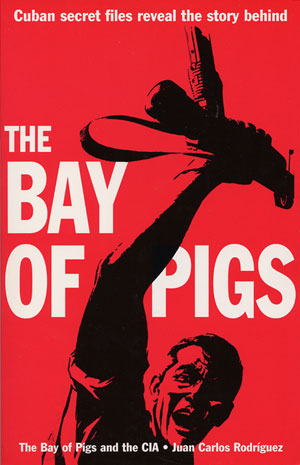 Cuban secret files reveal the story behind
THE
BAY
OF PIGS
The Bay of Pigs and the CIA • Juan Carlos Rodríguez